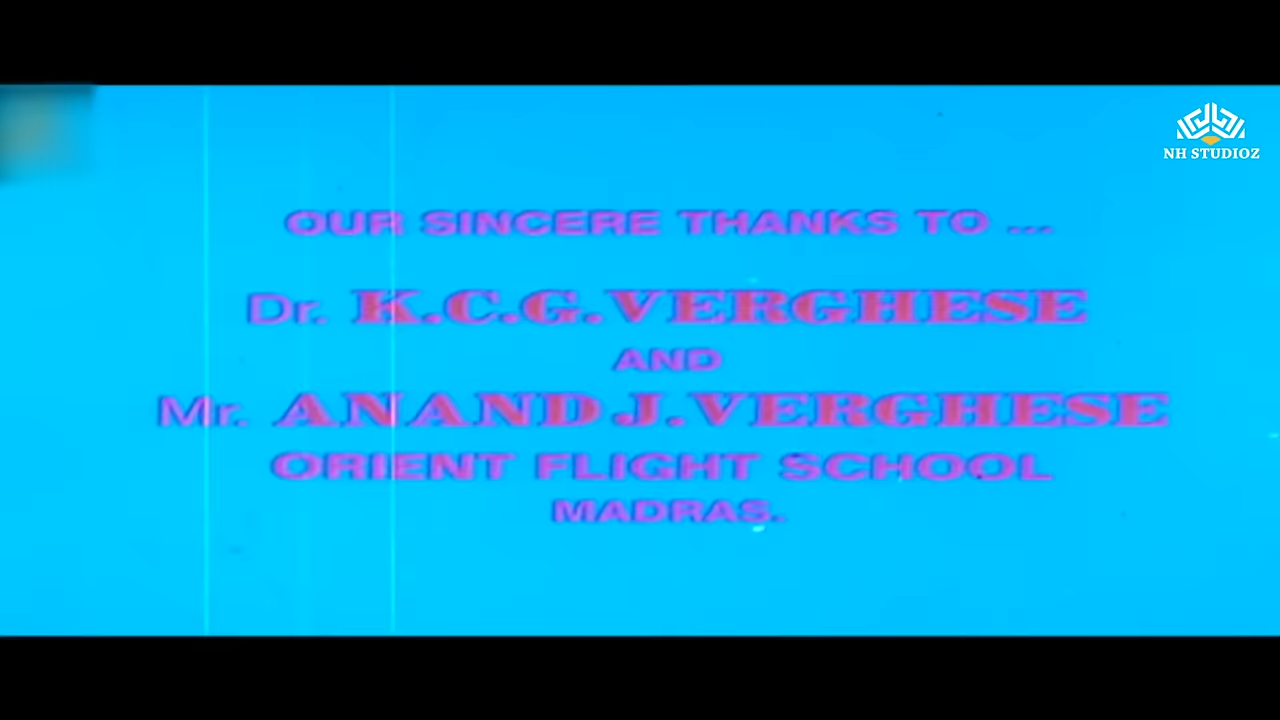 NH STUDIOZ
OUR SINCERE THANKS TO ...
Dr. K.C.G. VERGHESE
AND
Mr. ANAND J. VERGHESE
ORIENT FLIGHT SCHOOL
MADRAS.